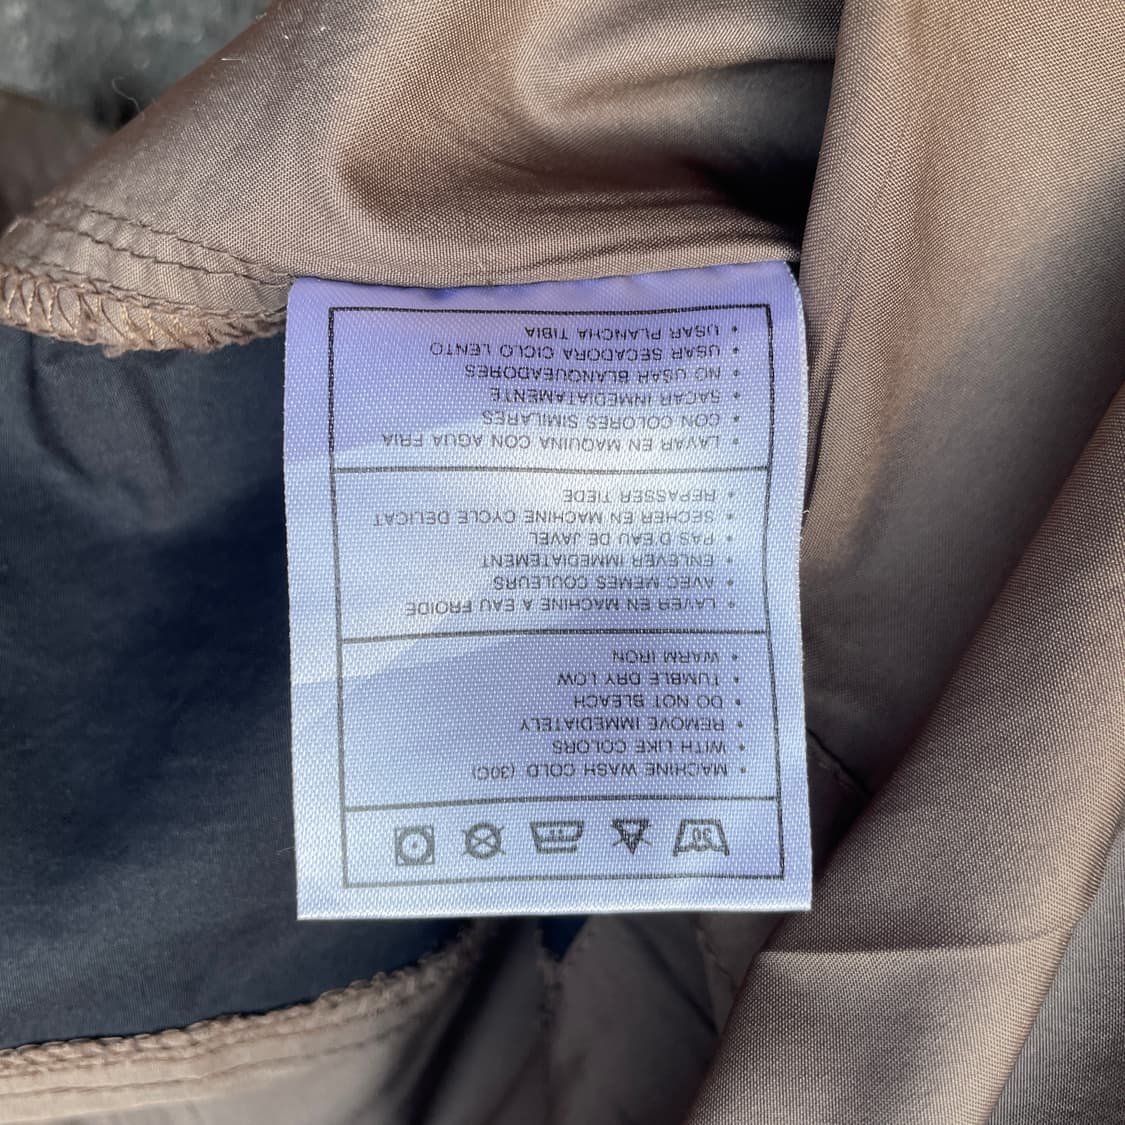 30
• MACHINE WASH COLD (30C)
• WITH LIKE COLORS
• REMOVE IMMEDIATELY
• DO NOT BLEACH
• TUMBLE DRY LOW
• WARM IRON
• LAVER EN MACHINE A EAU FROIDE
• AVEC MEMES COULEURS
• ENLEVER IMMEDIATEMENT
• PAS D'EAU DE JAVEL
• SECHER EN MACHINE CYCLE DELICAT
• REPASSER TIEDE
• LAVAR EN MAQUINA CON AGUA FRIA
• CON COLORES SIMILARES
• SACAR INMEDIATAMENTE
• NO USAR BLANQUEADORES
• USAR SECADORA CICLO LENTO
• USAR PLANCHA TIBIA